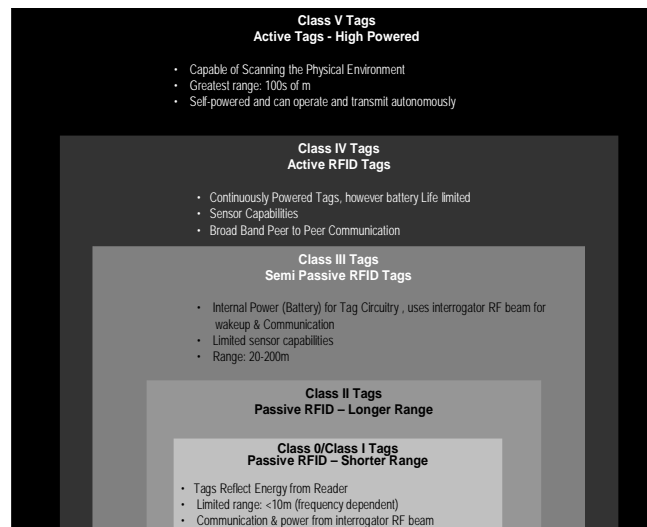 Class V Tags
Active Tags - High Powered
• Capable of Scanning the Physical Environment
• Greatest range: 100s of m
• Self-powered and can operate and transmit autonomously
Class IV Tags
Active RFID Tags
• Continuously Powered Tags, however battery Life limited
• Sensor Capabilities
• Broad Band Peer to Peer Communication
Class III Tags
Semi Passive RFID Tags
• Internal Power (Battery) for Tag Circuitry , uses interrogator RF beam for
wakeup & Communication
• Limited sensor capabilities
• Range: 20-200m
Class II Tags
Passive RFID – Longer Range
Class 0/Class I Tags
Passive RFID – Shorter Range
• Tags Reflect Energy from Reader
• Limited range: <10m (frequency dependent)
• Communication & power from interrogator RF beam